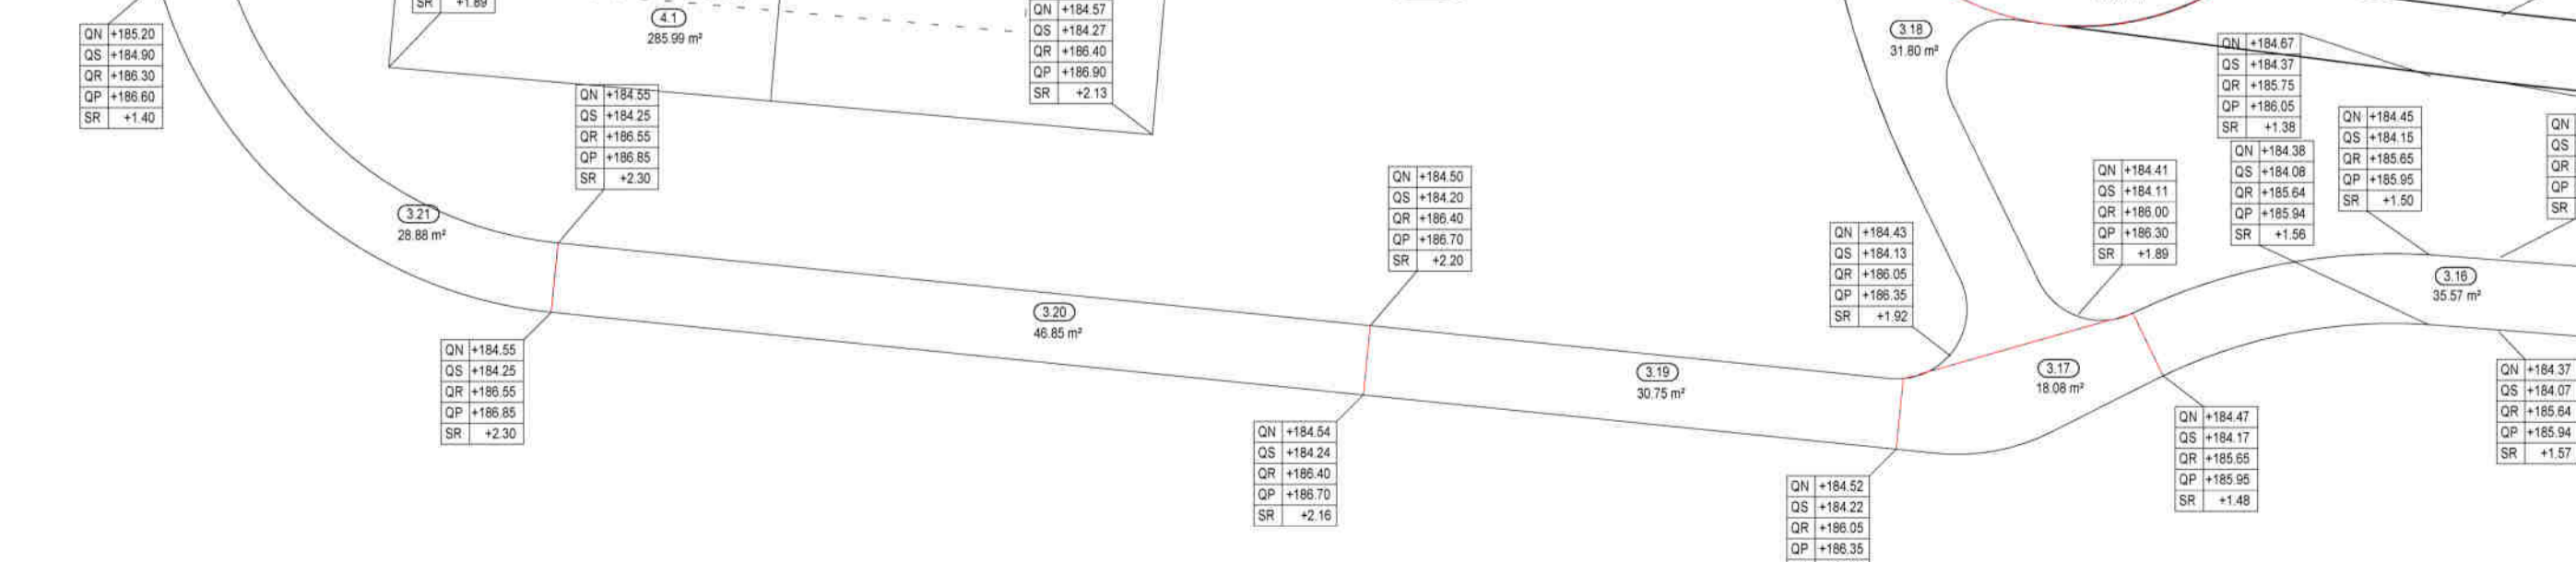 SR +1.89
QN +185.20
QS +184.90
QR +186.30
QP +186.60
SR +1.40
4.1
285.99 m²
QN +184.57
QS +184.27
QR +186.40
QP +186.90
SR +2.13
QN +184.55
QS +184.25
QR +186.55
QP +186.85
SR +2.30
3.21
28.88 m²
QN +184.55
QS +184.25
QR +186.55
QP +186.85
SR +2.30
3.20
46.85 m²
QN +184.50
QS +184.20
QR +186.40
QP +186.70
SR +2.20
QN +184.54
QS +184.24
QR +186.40
QP +186.70
SR +2.16
3.19
30.75 m²
3.18
31.80 m²
QN +184.43
QS +184.13
QR +186.05
QP +186.35
SR +1.92
QN +184.52
QS +184.22
QR +186.05
QP +186.35
3.17
18.08 m²
QN +184.41
QS +184.11
QR +186.00
QP +186.30
SR +1.89
QN +184.47
QS +184.17
QR +185.65
QP +185.95
SR +1.48
QN +184.67
QS +184.37
QR +185.75
QP +186.05
SR +1.38
QN +184.38
QS +184.08
QR +185.64
QP +185.94
SR +1.56
QN +184.45
QS +184.15
QR +185.65
QP +185.95
SR +1.50
3.16
35.57 m²
QN
QS
QR
QP
SR
QN +184.37
QS +184.07
QR +185.64
QP +185.94
SR +1.57